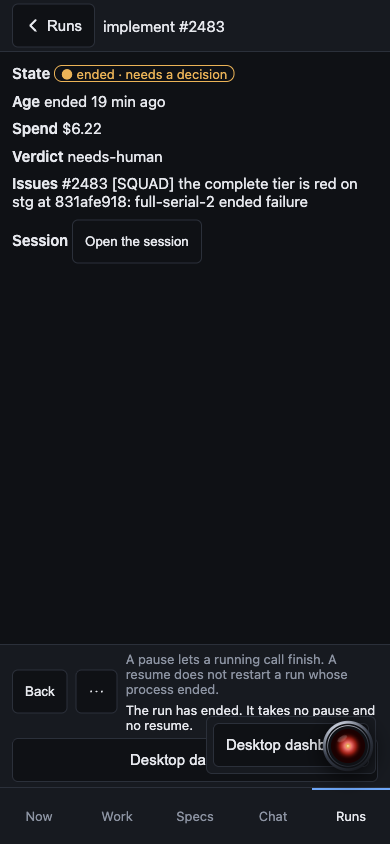 Runs implement #2483
State ended · needs a decision
Age ended 19 min ago
Spend $6.22
Verdict needs-human
Issues #2483 [SQUAD] the complete tier is red on
stg at 831afe918: full-serial-2 ended failure
Session Open the session
A pause lets a running call finish. A
resume does not restart a run whose
process ended.
Back ...
The run has ended. It takes no pause and
no resume.
Desktop
Desktop
Now Work Specs Chat Runs